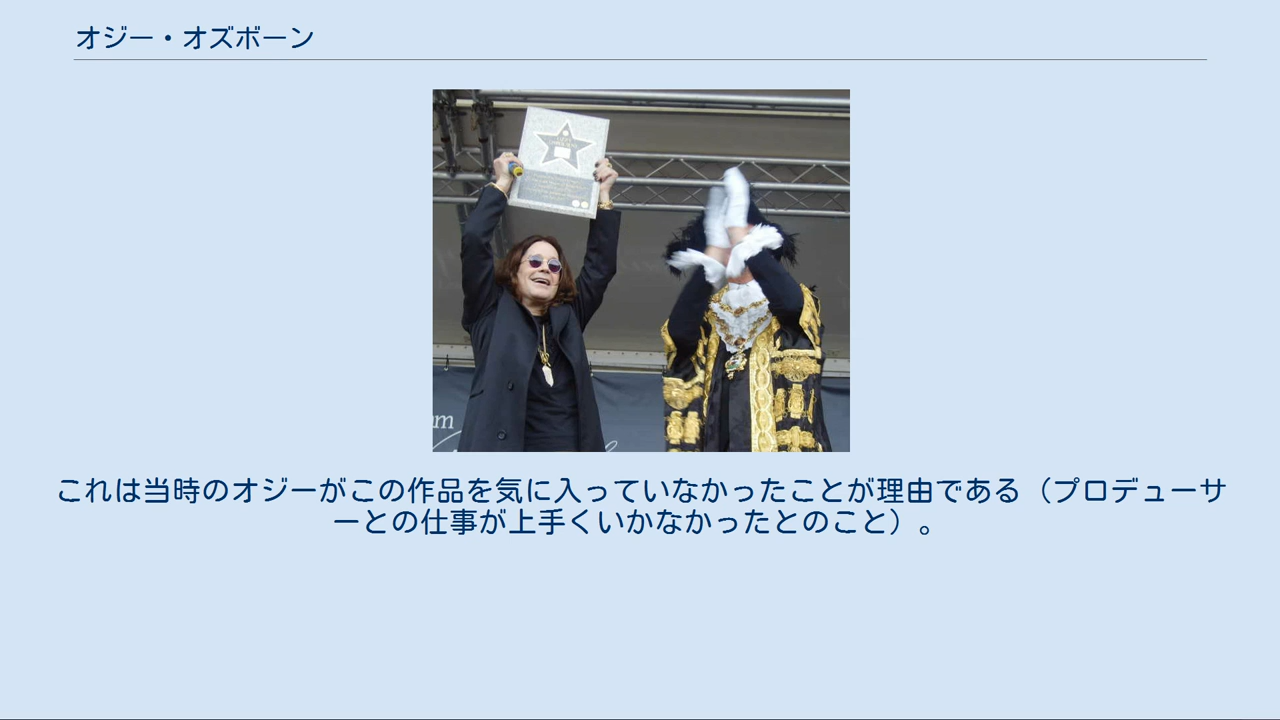 オジー・オズボーン
これは当時のオジーがこの作品を気に入っていなかったことが理由である（プロデューサ
ーとの仕事が上手くいかなかったとのこと）。